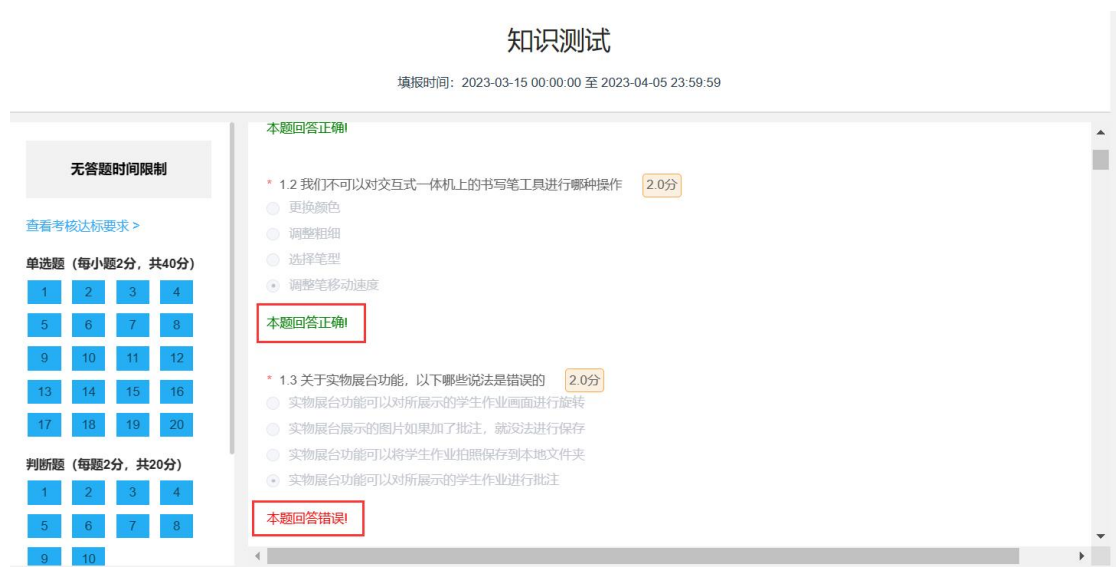 知识测试
填报时间：2023-03-15 00:00:00 至 2023-04-05 23:59:59
无答题时间限制
查看考核达标要求 >
单选题（每小题2分，共40分）
1 2 3 4
5 6 7 8
9 10 11 12
13 14 15 16
17 18 19 20
判断题（每题2分，共20分）
1 2 3 4
5 6 7 8
9 10
本题回答正确!
* 1.2 我们不可以对交互式一体机上的书写笔工具进行哪种操作 2.0分
更换颜色
调整粗细
选择笔型
调整笔移动速度
本题回答正确!
* 1.3 关于实物展台功能，以下哪些说法是错误的 2.0分
实物展台功能可以对所展示的学生作业画面进行旋转
实物展台展示的图片如果加了批注，就没法进行保存
实物展台功能可以将学生作业拍照保存到本地文件夹
实物展台功能可以对所展示的学生作业进行批注
本题回答错误!